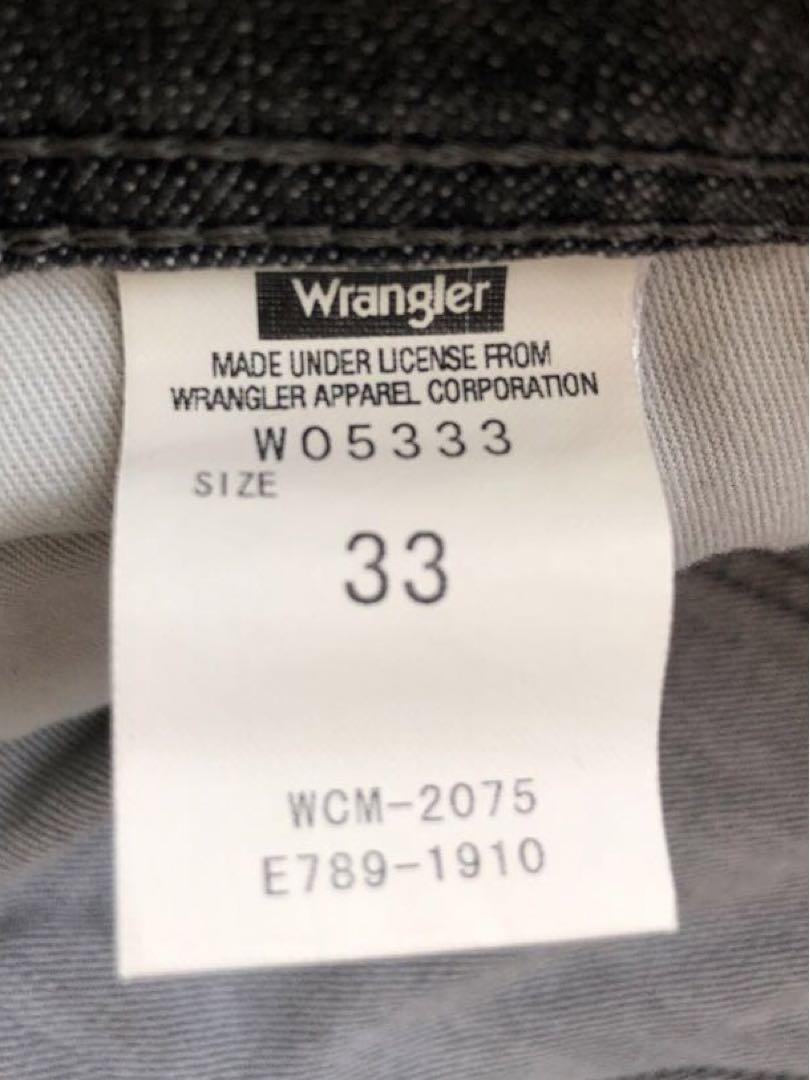 Wrangler
MADE UNDER LICENSE FROM
WRANGLER APPAREL CORPORATION
W05333
SIZE
33
WCM-2075
E789-1910